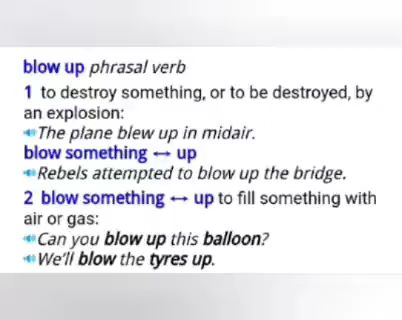 blow up phrasal verb
1 to destroy something, or to be destroyed, by
an explosion:
The plane blew up in midair.
blow something ↔ up
Rebels attempted to blow up the bridge.
2 blow something ↔ up to fill something with
air or gas:
Can you blow up this balloon?
We'll blow the tyres up.